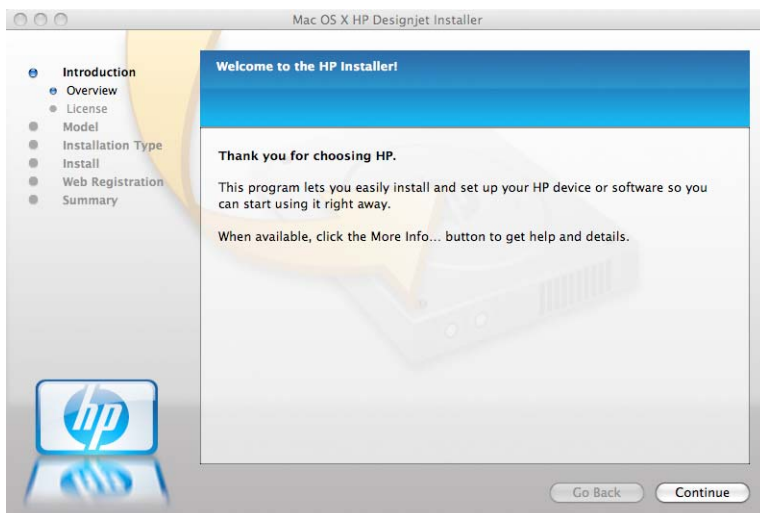 Mac OS X HP Designjet Installer
Introduction
Overview
License
Model
Installation Type
Install
Web Registration
Summary
Welcome to the HP Installer!
Thank you for choosing HP.
This program lets you easily install and set up your HP device or software so you
can start using it right away.
When available, click the More Info... button to get help and details.
hp
Go Back
Continue